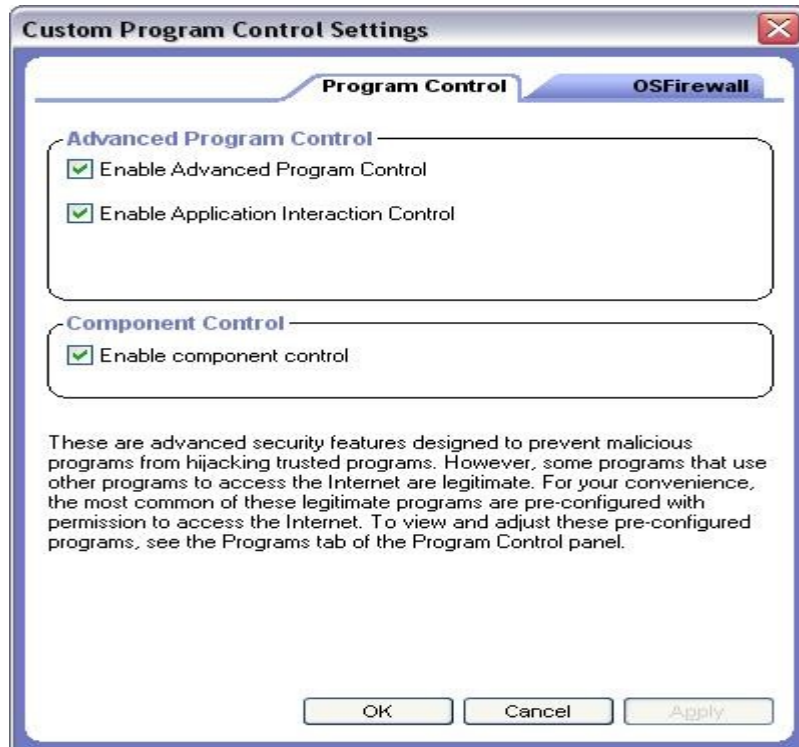 Custom Program Control Settings
Program Control
OSFirewall
Advanced Program Control
Enable Advanced Program Control
Enable Application Interaction Control
Component Control
Enable component control
These are advanced security features designed to prevent malicious
programs from hijacking trusted programs. However, some programs that use
other programs to access the Internet are legitimate. For your convenience,
the most common of these legitimate programs are pre-configured with
permission to access the Internet. To view and adjust these pre-configured
programs, see the Programs tab of the Program Control panel.
OK
Cancel
Apply